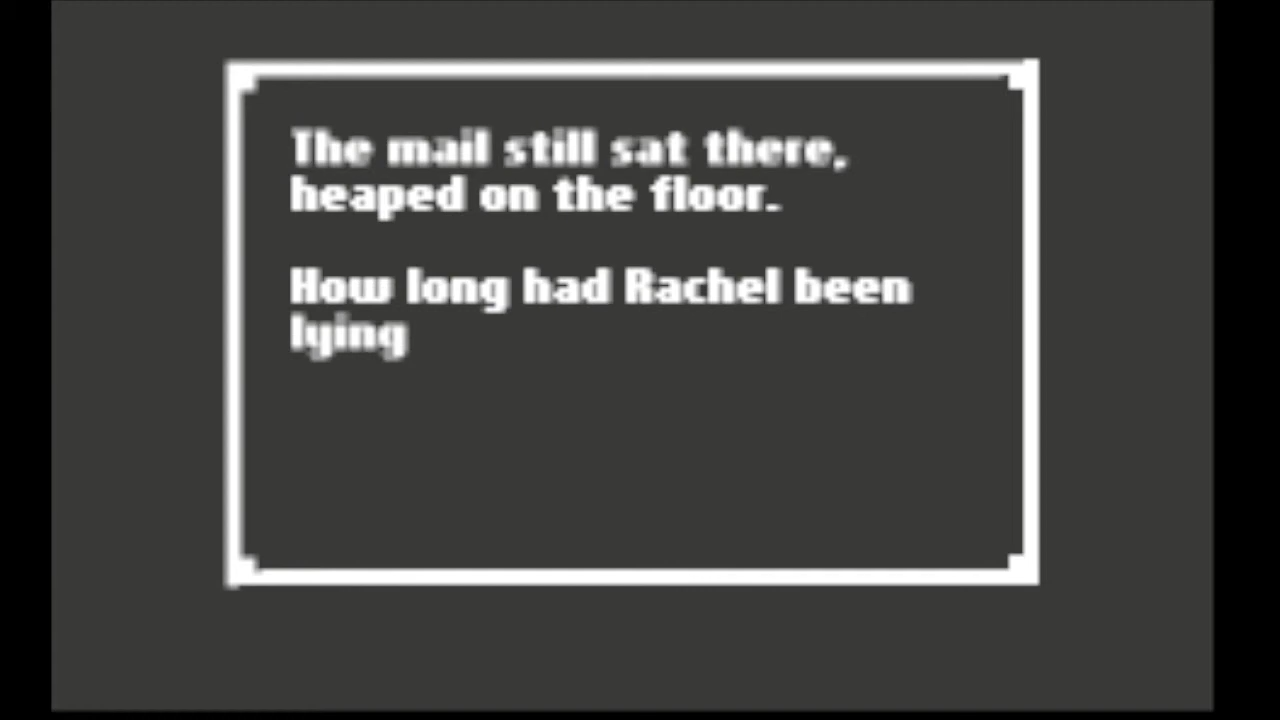 The mail still sat there,
heaped on the floor.
How long had Rachel been
lying